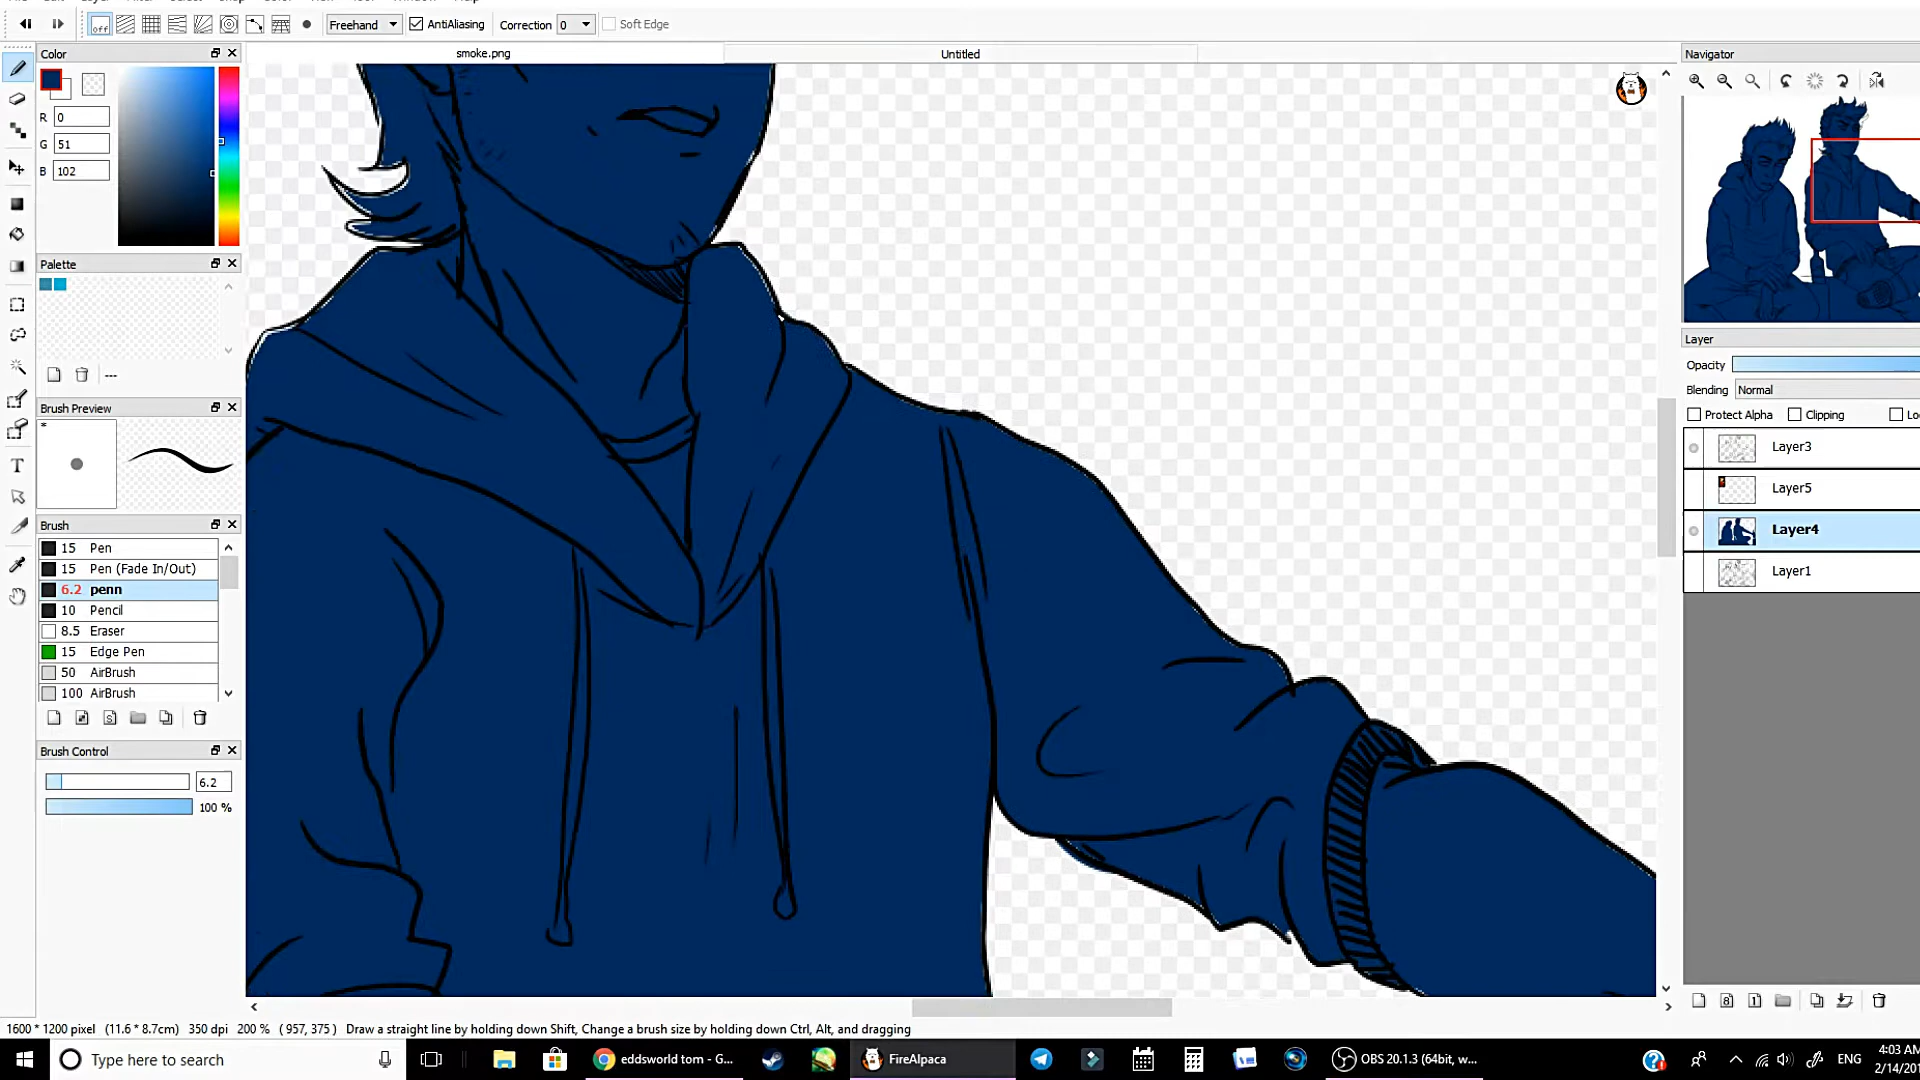 Freehand
AntiAliasing
Correction 0
Soft Edge
off
Color
smoke.png
Untitled
Navigator
R 0
G 51
B 102
Palette
---
Brush Preview
*
Brush
15 Pen
15 Pen (Fade In/Out)
6.2 penn
10 Pencil
8.5 Eraser
15 Edge Pen
50 AirBrush
100 AirBrush
Brush Control
6.2
100 %
Layer
Opacity
Blending Normal
Protect Alpha
Clipping
Lo
Layer3
Layer5
Layer4
Layer1
1600 * 1200 pixel (11.6 * 8.7cm) 350 dpi 200 % ( 957, 375 ) Draw a straight line by holding down Shift, Change a brush size by holding down Ctrl, Alt, and dragging
Type here to search
eddsworld tom - G...
FireAlpaca
OBS 20.1.3 (64bit, w...
ENG
4:03 AM
2/14/201